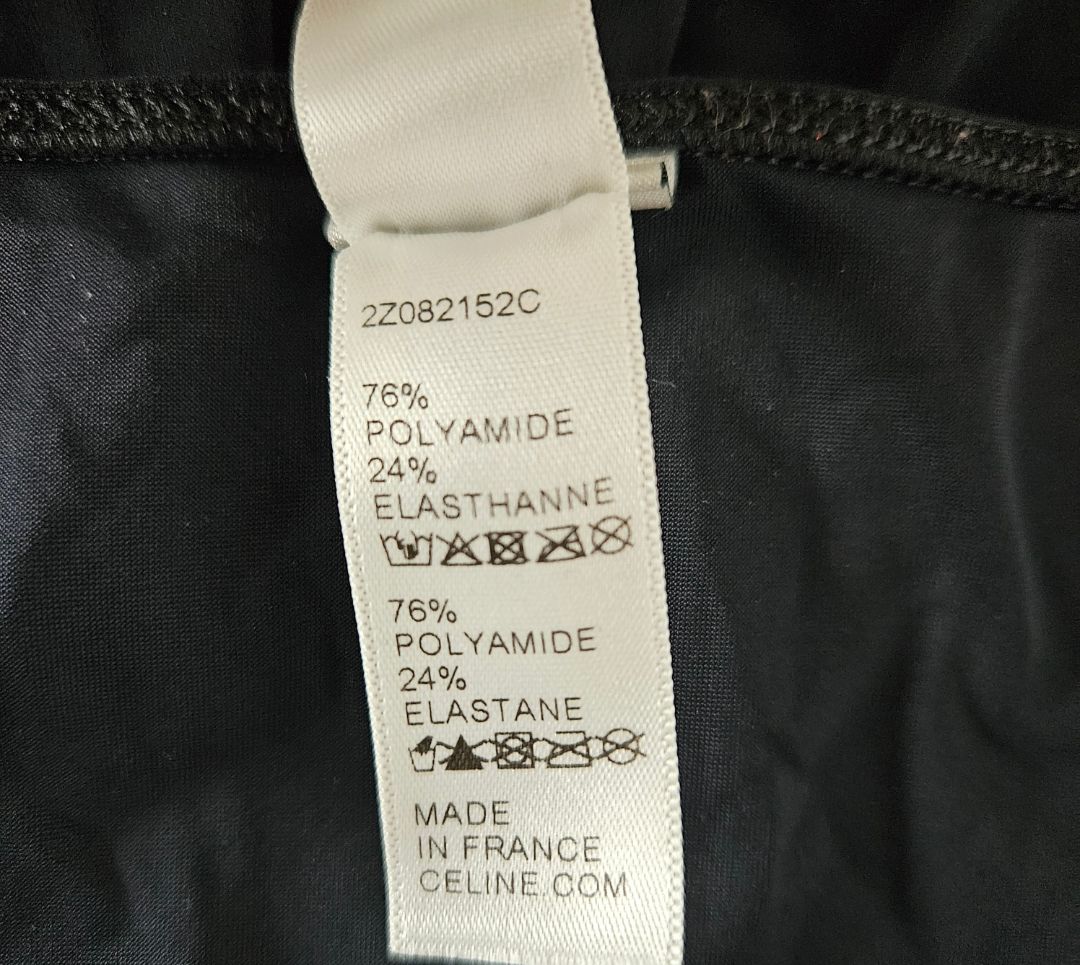 2Z082152C
76%
POLYAMIDE
24%
ELASTHANNE
76%
POLYAMIDE
24%
ELASTANE
MADE
IN FRANCE
CELINE.COM